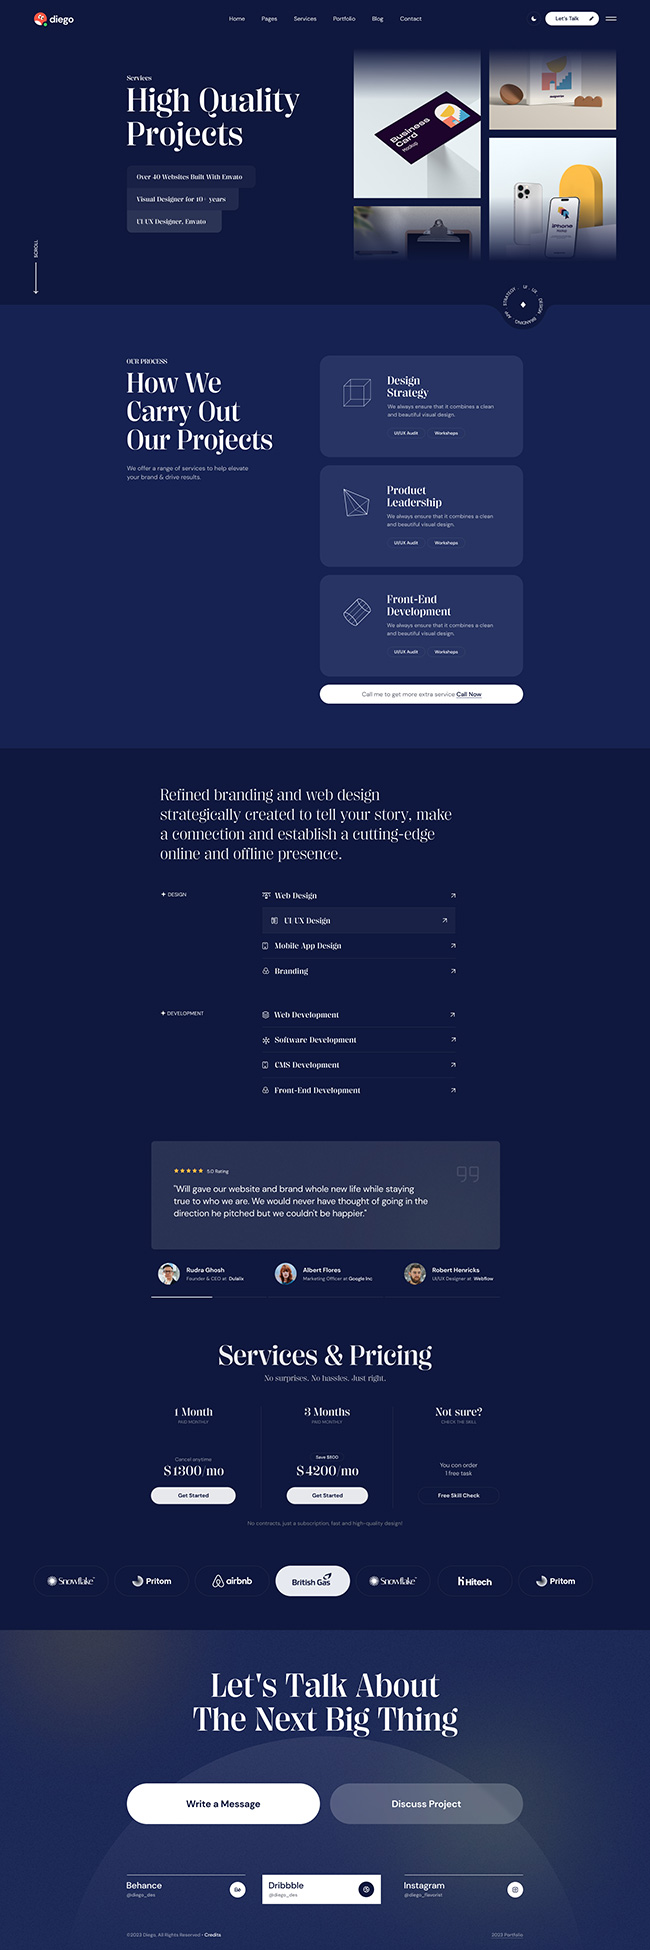 diego
Home Pages Services Portfolio Blog Contact
Let's Talk
Services
High Quality
Projects
Over 40 Websites Built With Envato
Visual Designer for 10+ years
UI UX Designer, Envato
SCROLL
Business
Card
Mockup
iPhone
Mockup
APP . STRATEGY . UI . UX . DESIGN . BRANDING
OUR PROCESS
How We
Carry Out
Our Projects
We offer a range of services to help elevate
your brand & drive results.
Design
Strategy
We always ensure that it combines a clean
and beautiful visual design.
UI/UX Audit Workshops
Product
Leadership
We always ensure that it combines a clean
and beautiful visual design.
UI/UX Audit Workshops
Front-End
Development
We always ensure that it combines a clean
and beautiful visual design.
UI/UX Audit Workshops
Call me to get more extra service Call Now
Refined branding and web design
strategically created to tell your story, make
a connection and establish a cutting-edge
online and offline presence.
DESIGN
Web Design
UI/UX Design
Mobile App Design
Branding
DEVELOPMENT
Web Development
Software Development
CMS Development
Front-End Development
5.0 Rating
"Will gave our website and brand whole new life while staying
true to who we are. We would never have thought of going in the
direction he pitched but we couldn't be happier."
Rudra Ghosh
Founder & CEO at Dulalix
Albert Flores
Marketing Officer at Google Inc
Robert Henricks
UI/UX Designer at Webflow
Services & Pricing
No surprises. No hassles. Just right.
1 Month
PAID MONTHLY
Cancel anytime
$1300/mo
Get Started
3 Months
PAID MONTHLY
Save $800
$4200/mo
Get Started
Not sure?
CHECK THE SKILL
You can order
1 free task
Free Skill Check
No contracts, just a subscription, fast and high-quality design!
Snowflake Pritom airbnb British Gas Snowflake Hitech Pritom
Let's Talk About
The Next Big Thing
Write a Message
Discuss Project
Behance
@diego_des
Dribbble
@diego_des
Instagram
@diego_flavorist
©2023 Diego, All Rights Reserved • Credits
2023 Portfolio